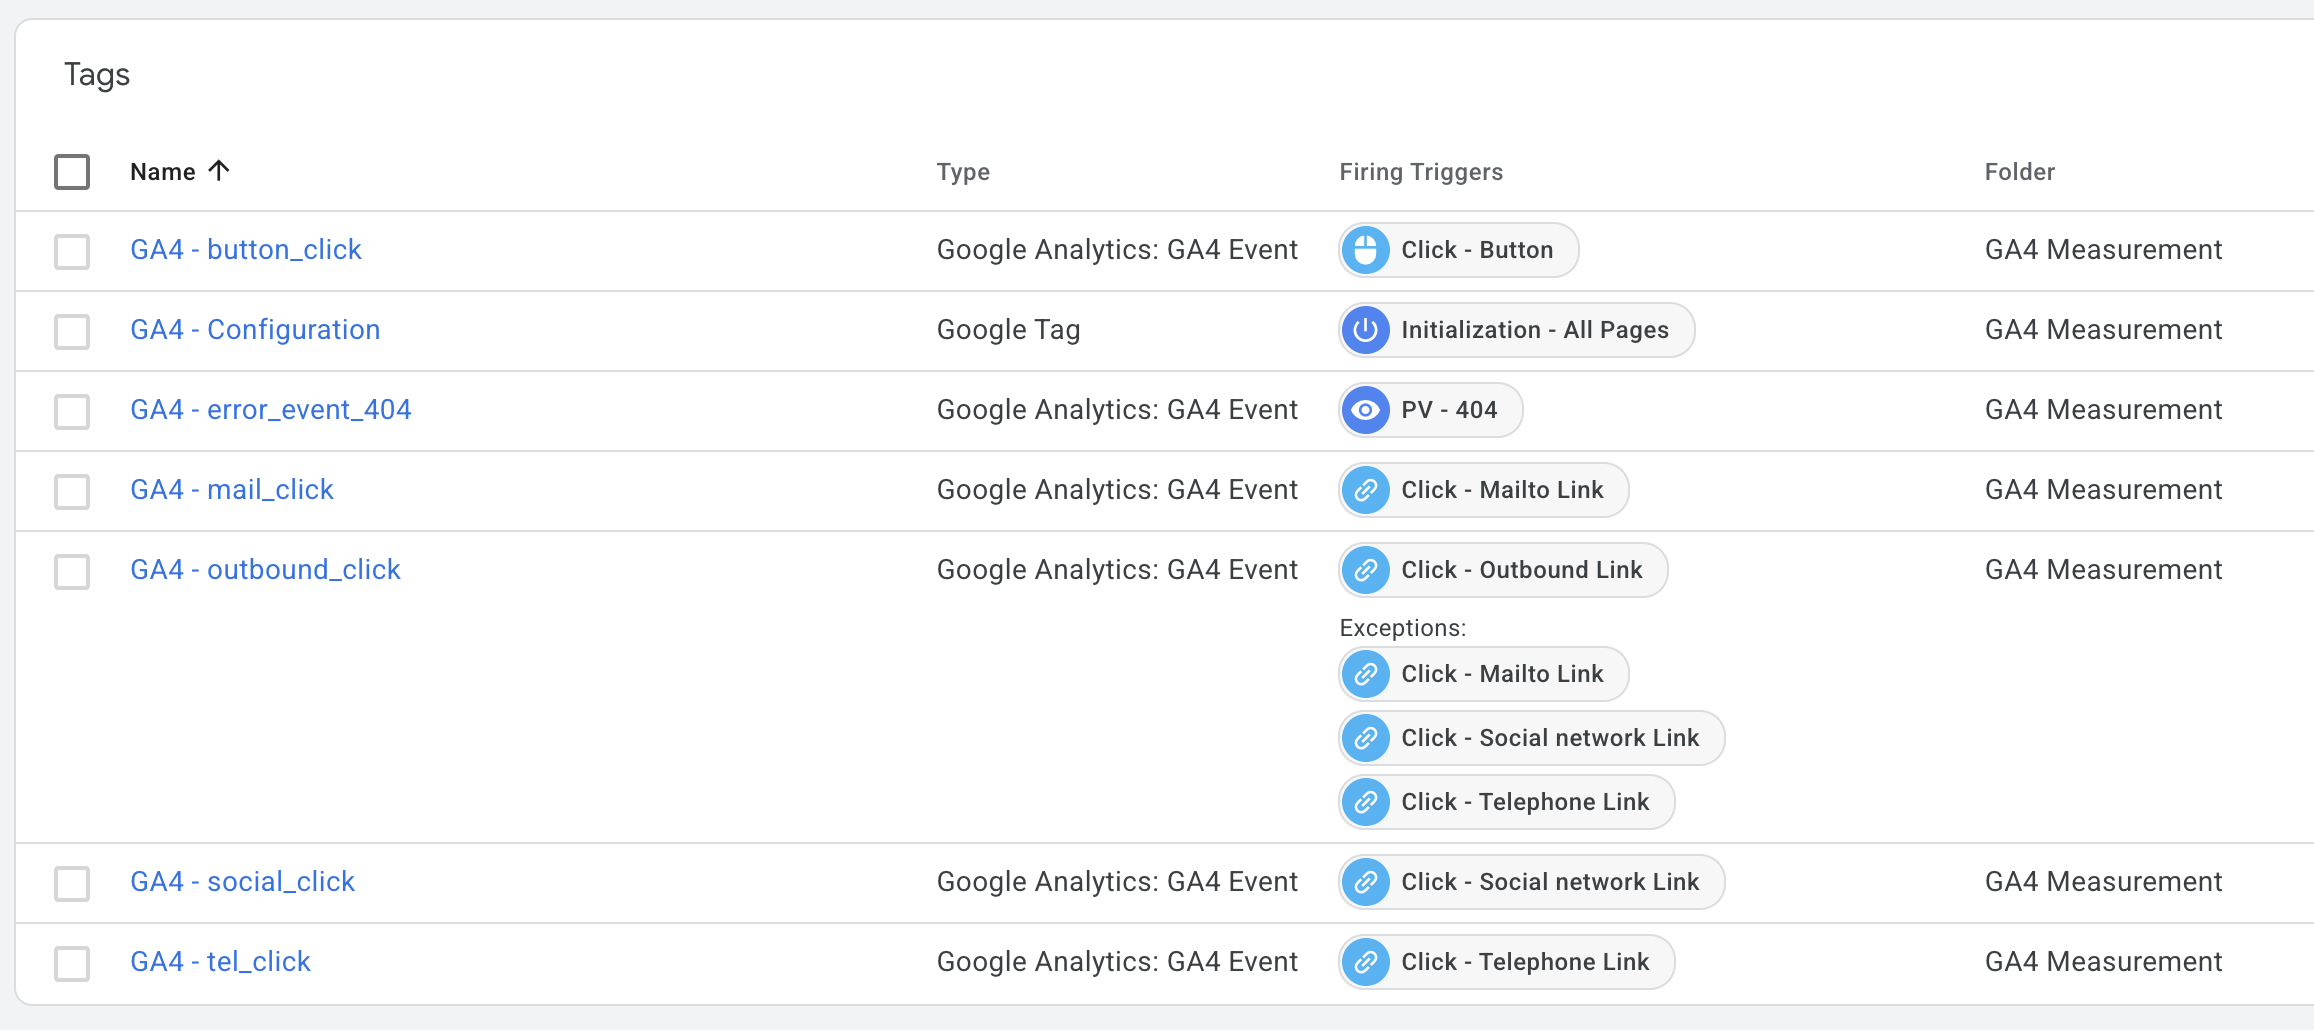 Tags
Name Type Firing Triggers Folder
GA4 - button_click Google Analytics: GA4 Event Click - Button GA4 Measurement
GA4 - Configuration Google Tag Initialization - All Pages GA4 Measurement
GA4 - error_event_404 Google Analytics: GA4 Event PV - 404 GA4 Measurement
GA4 - mail_click Google Analytics: GA4 Event Click - Mailto Link GA4 Measurement
GA4 - outbound_click Google Analytics: GA4 Event Click - Outbound Link GA4 Measurement
Exceptions:
Click - Mailto Link
Click - Social network Link
Click - Telephone Link
GA4 - social_click Google Analytics: GA4 Event Click - Social network Link GA4 Measurement
GA4 - tel_click Google Analytics: GA4 Event Click - Telephone Link GA4 Measurement